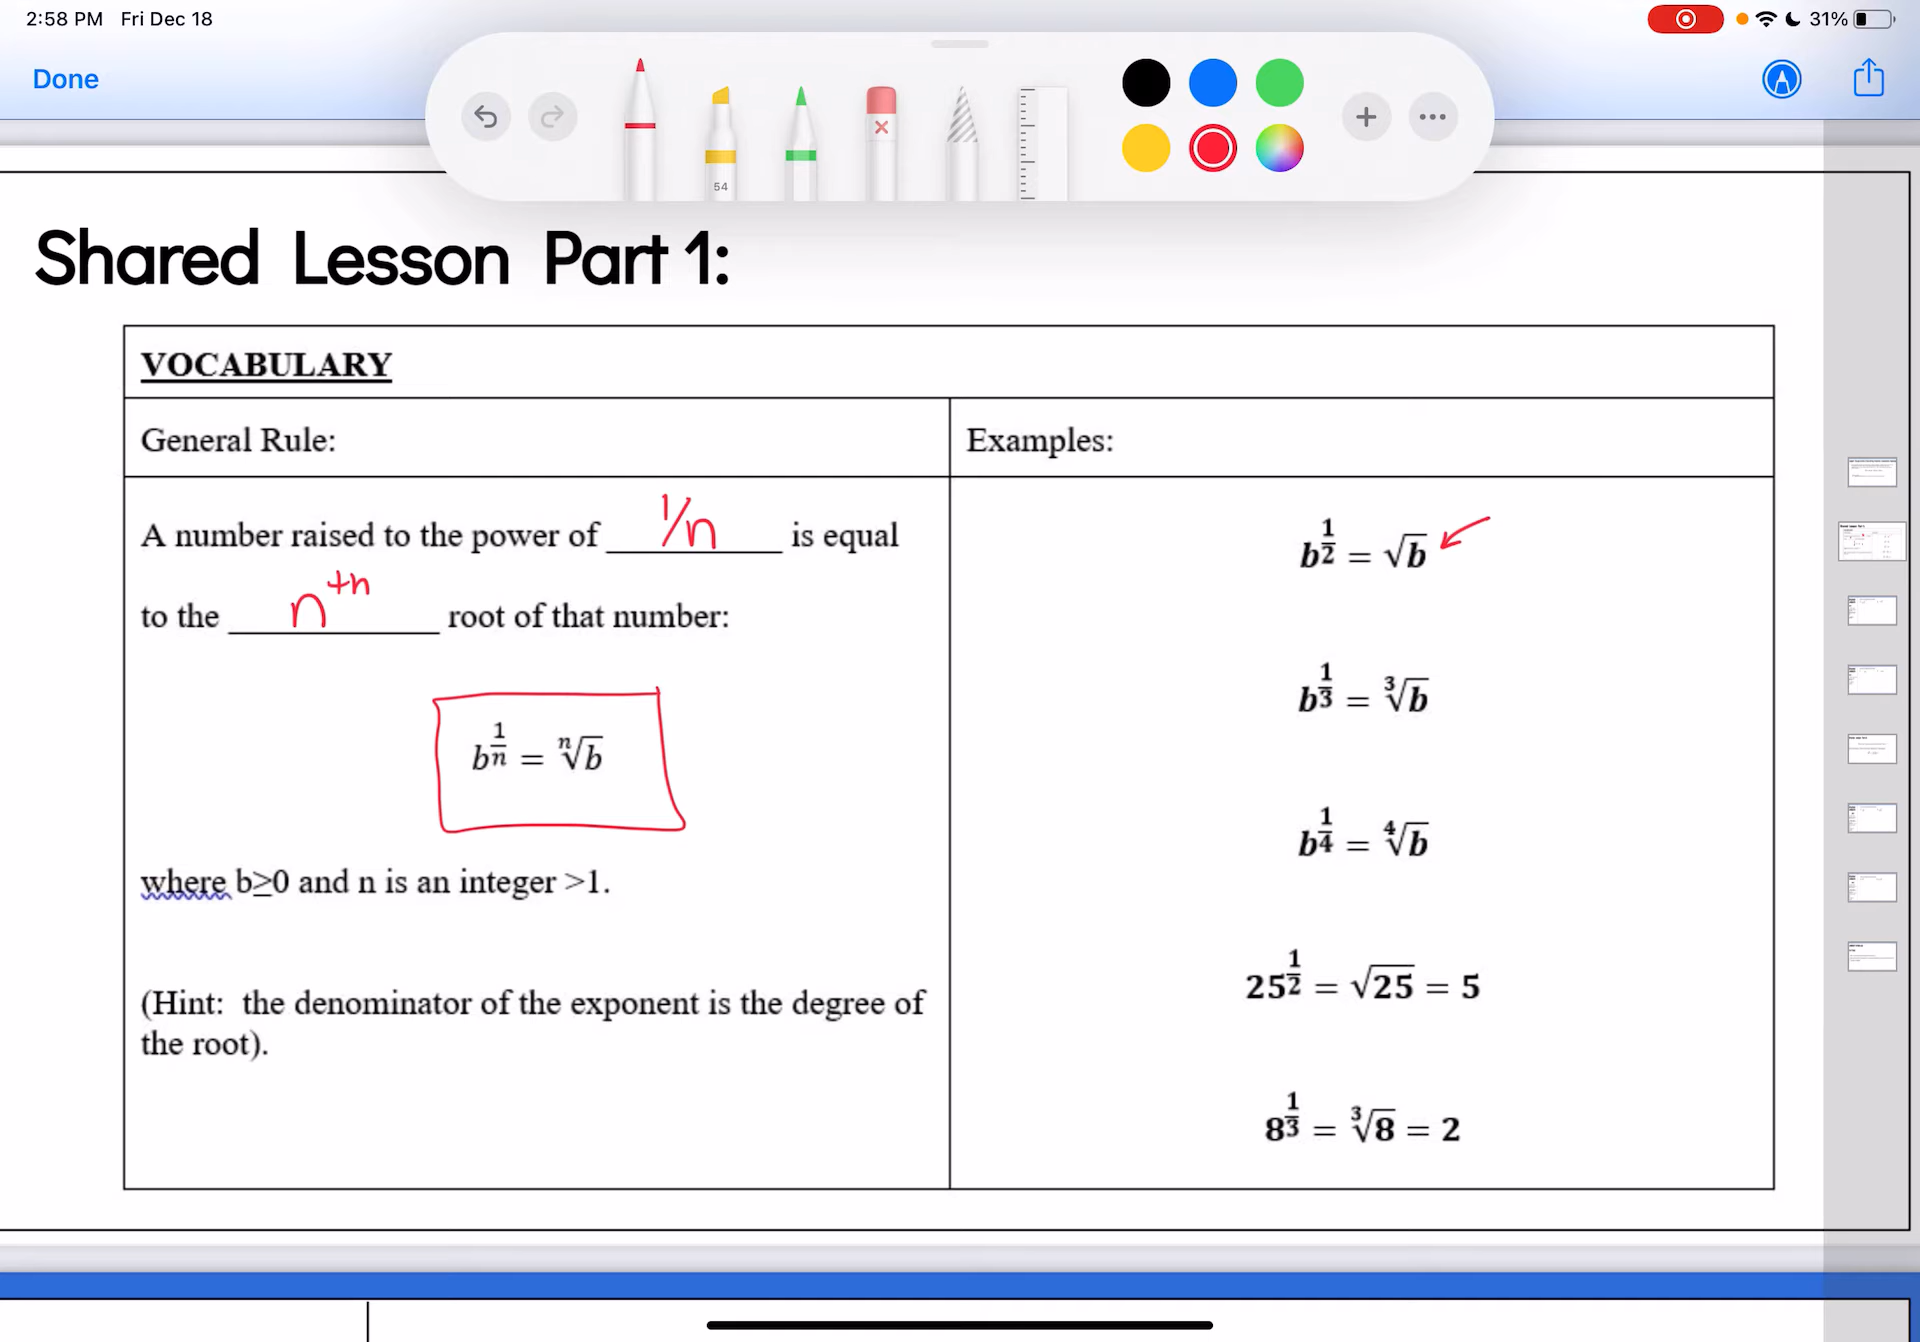 2:58 PM Fri Dec 18
31%
Done
54
Shared Lesson Part 1:
VOCABULARY
General Rule:
Examples:
A number raised to the power of 1/n is equal
to the n^th root of that number:
b^(1/n) = ⁿ√b
where b≥0 and n is an integer >1.
(Hint: the denominator of the exponent is the degree of
the root).
b^(1/2) = √b
b^(1/3) = ³√b
b^(1/4) = ⁴√b
25^(1/2) = √25 = 5
8^(1/3) = ³√8 = 2